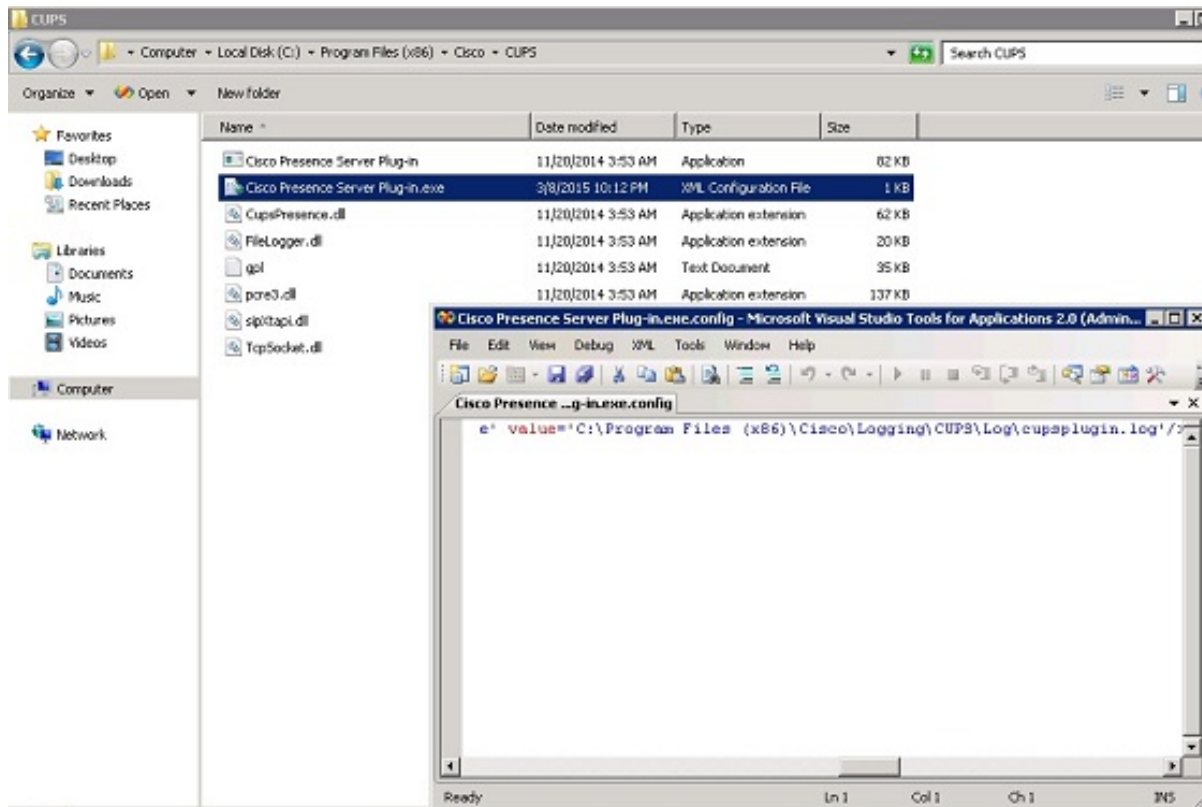 CUPS
Computer Local Disk (C:) Program Files (x86) Cisco CUPS Search CUPS
Organize Open New folder
Favorites
Desktop
Downloads
Recent Places
Libraries
Documents
Music
Pictures
Videos
Computer
Network
Name Date modified Type Size
Cisco Presence Server Plug-in 11/20/2014 3:53 AM Application 82 KB
Cisco Presence Server Plug-in.exe 3/8/2015 10:12 PM XML Configuration File 1 KB
CupsPresence.dll 11/20/2014 3:53 AM Application extension 62 KB
FileLogger.dll 11/20/2014 3:53 AM Application extension 20 KB
gpl 11/20/2014 3:53 AM Text Document 35 KB
pcre3.dll 11/20/2014 3:53 AM Application extension 137 KB
sipXtapi.dll
TcpSocket.dll
Cisco Presence Server Plug-in.exe.config - Microsoft Visual Studio Tools for Applications 2.0 (Admin...
File Edit View Debug XML Tools Window Help
Cisco Presence ...g-in.exe.config
e' value='C:\Program Files (x86)\Cisco\Logging\CUPS\Log\cupsplugin.log'/>
Ready Ln 1 Col 1 Ch 1 INS